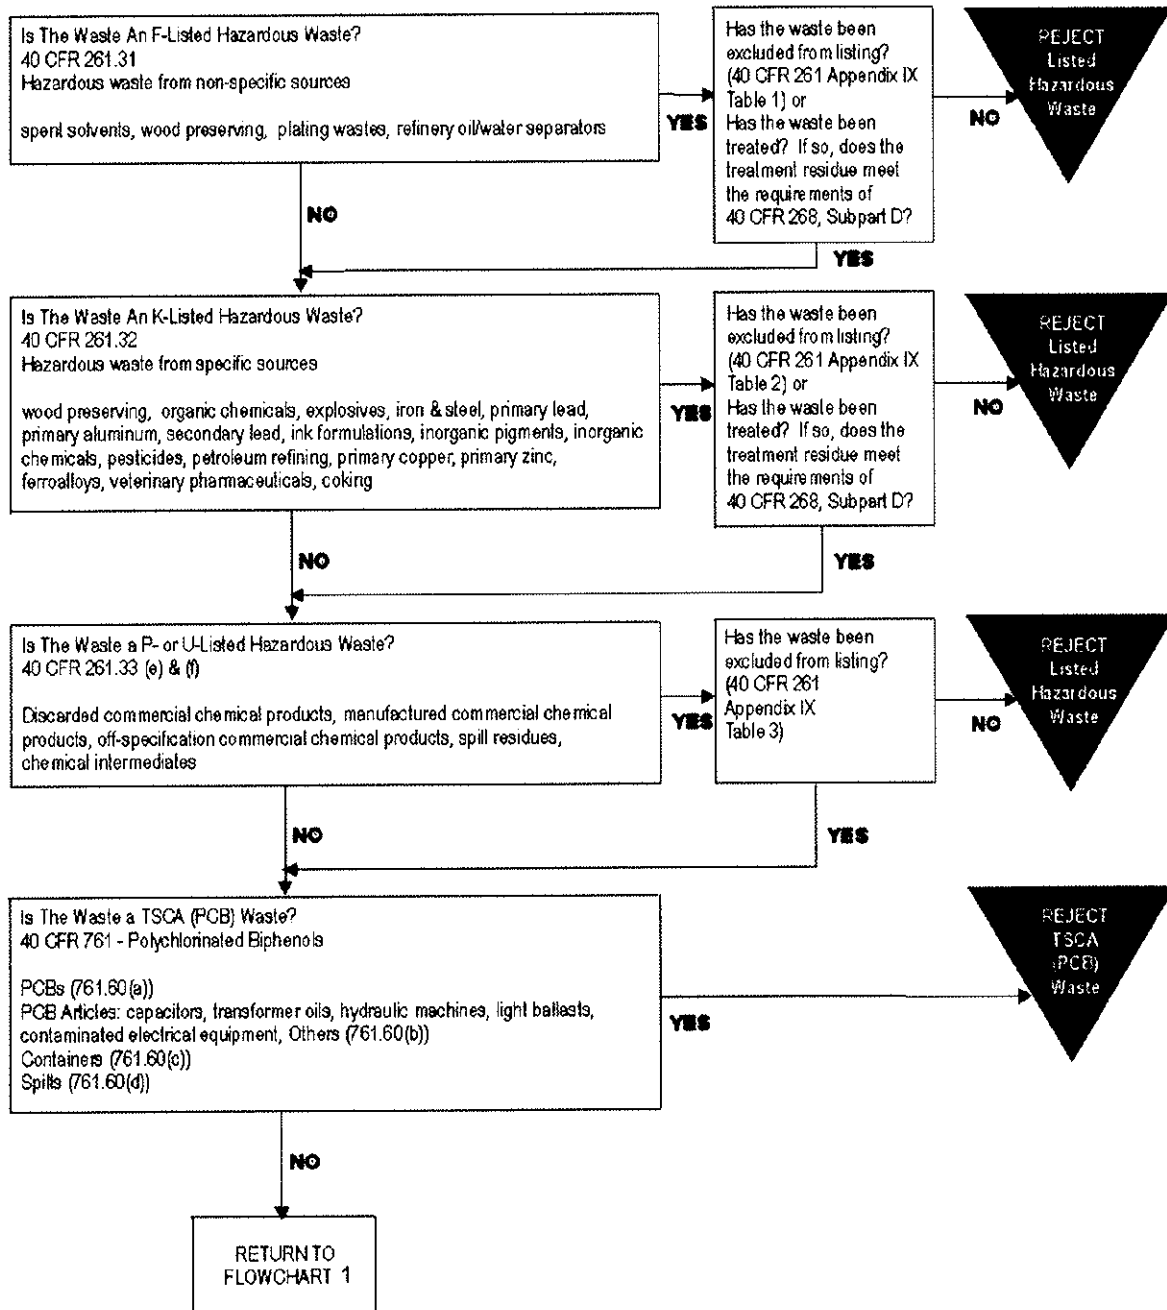 Is The Waste An F-Listed Hazardous Waste?
40 CFR 261.31
Hazardous waste from non-specific sources
spent solvents, wood preserving, plating wastes, refinery oil/water separators
YES
Has the waste been
excluded from listing?
(40 CFR 261 Appendix IX
Table 1) or
Has the waste been
treated? If so, does the
treatment residue meet
the requirements of
40 CFR 268, Subpart D?
NO
REJECT
Listed
Hazardous
Waste
NO
YES
Is The Waste An K-Listed Hazardous Waste?
40 CFR 261.32
Hazardous waste from specific sources
wood preserving, organic chemicals, explosives, iron & steel, primary lead,
primary aluminum, secondary lead, ink formulations, inorganic pigments, inorganic
chemicals, pesticides, petroleum refining, primary copper, primary zinc,
ferroalloys, veterinary pharmaceuticals, coking
YES
Has the waste been
excluded from listing?
(40 CFR 261 Appendix IX
Table 2) or
Has the waste been
treated? If so, does the
treatment residue meet
the requirements of
40 CFR 268, Subpart D?
NO
REJECT
Listed
Hazardous
Waste
NO
YES
Is The Waste a P- or U-Listed Hazardous Waste?
40 CFR 261.33 (e) & (f)
Discarded commercial chemical products, manufactured commercial chemical
products, off-specification commercial chemical products, spill residues,
chemical intermediates
YES
Has the waste been
excluded from listing?
(40 CFR 261
Appendix IX
Table 3)
NO
REJECT
Listed
Hazardous
Waste
NO
YES
Is The Waste a TSCA (PCB) Waste?
40 CFR 761 - Polychlorinated Biphenols
PCBs (761.60(a))
PCB Articles: capacitors, transformer oils, hydraulic machines, light ballasts,
contaminated electrical equipment, Others (761.60(b))
Containers (761.60(c))
Spills (761.60(d))
YES
REJECT
TSCA
(PCB)
Waste
NO
RETURN TO
FLOWCHART 1